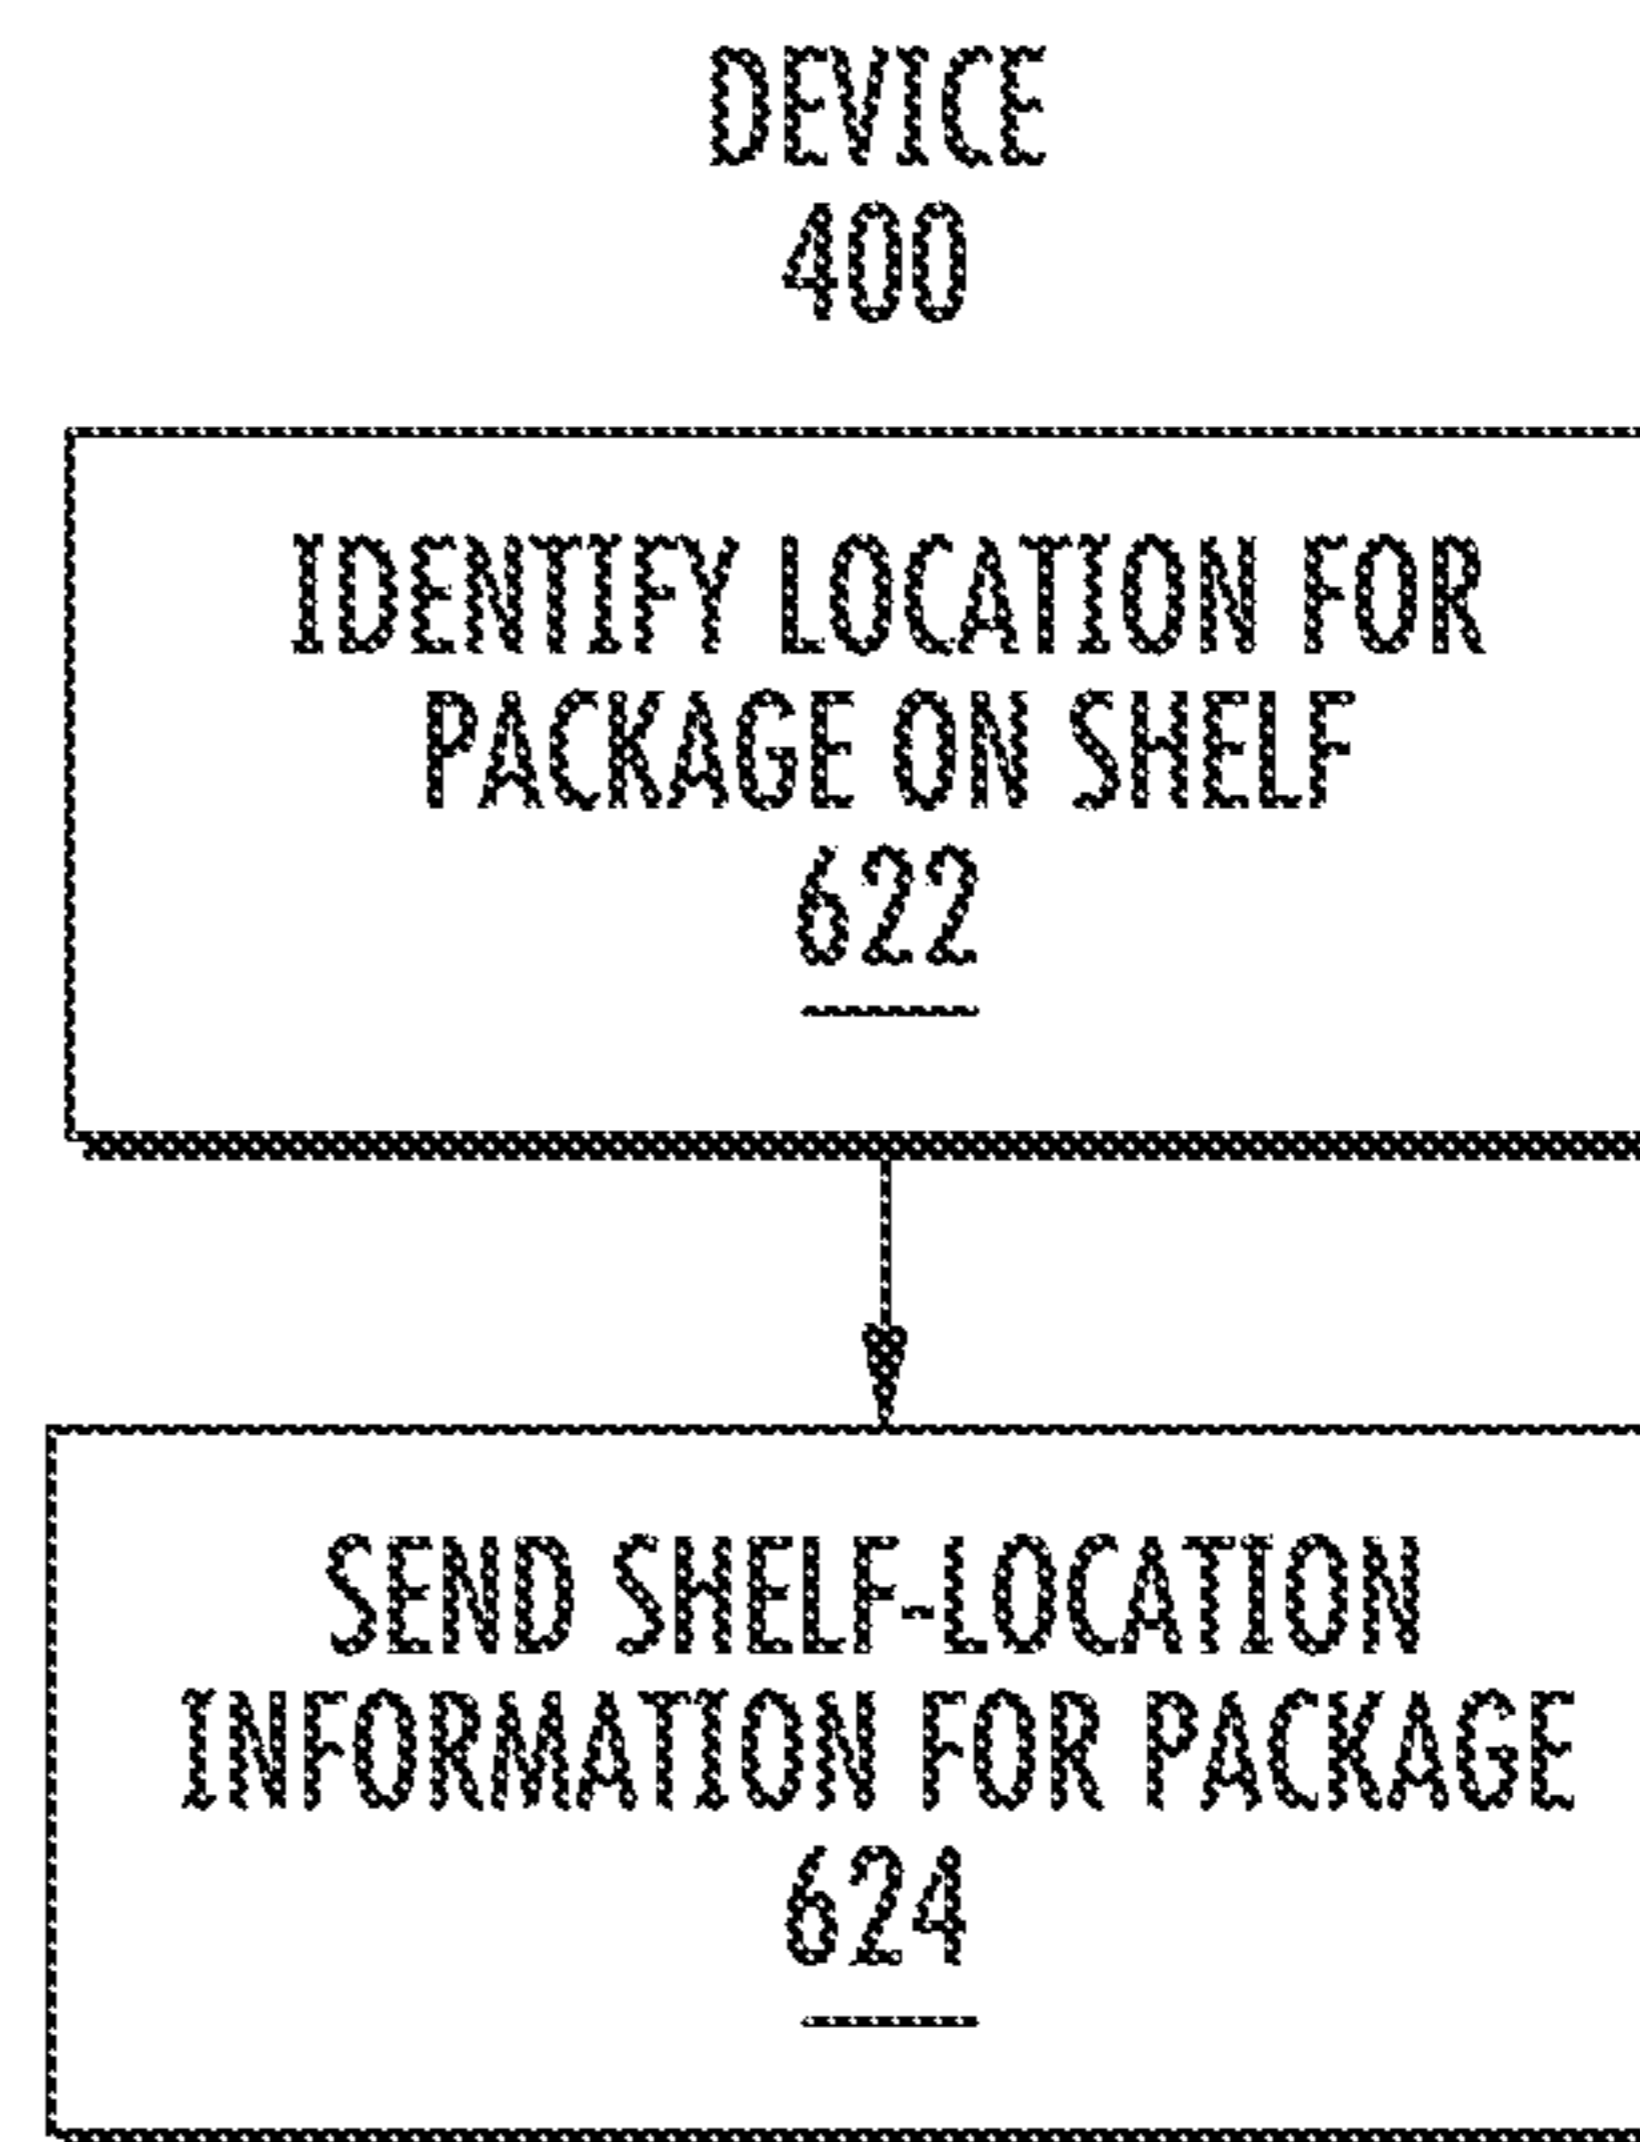 DEVICE
400
IDENTIFY LOCATION FOR
PACKAGE ON SHELF
622
SEND SHELF-LOCATION
INFORMATION FOR PACKAGE
624